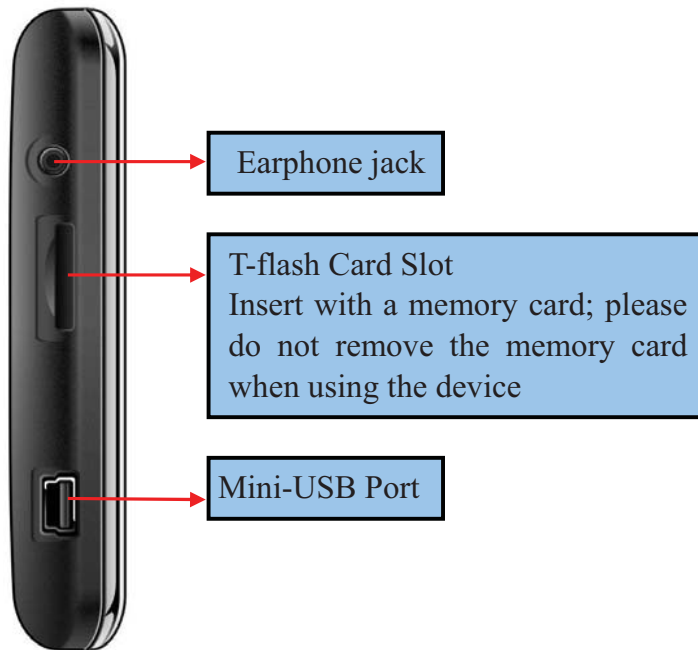 Earphone jack
T-flash Card Slot
Insert with a memory card; please
do not remove the memory card
when using the device
Mini-USB Port